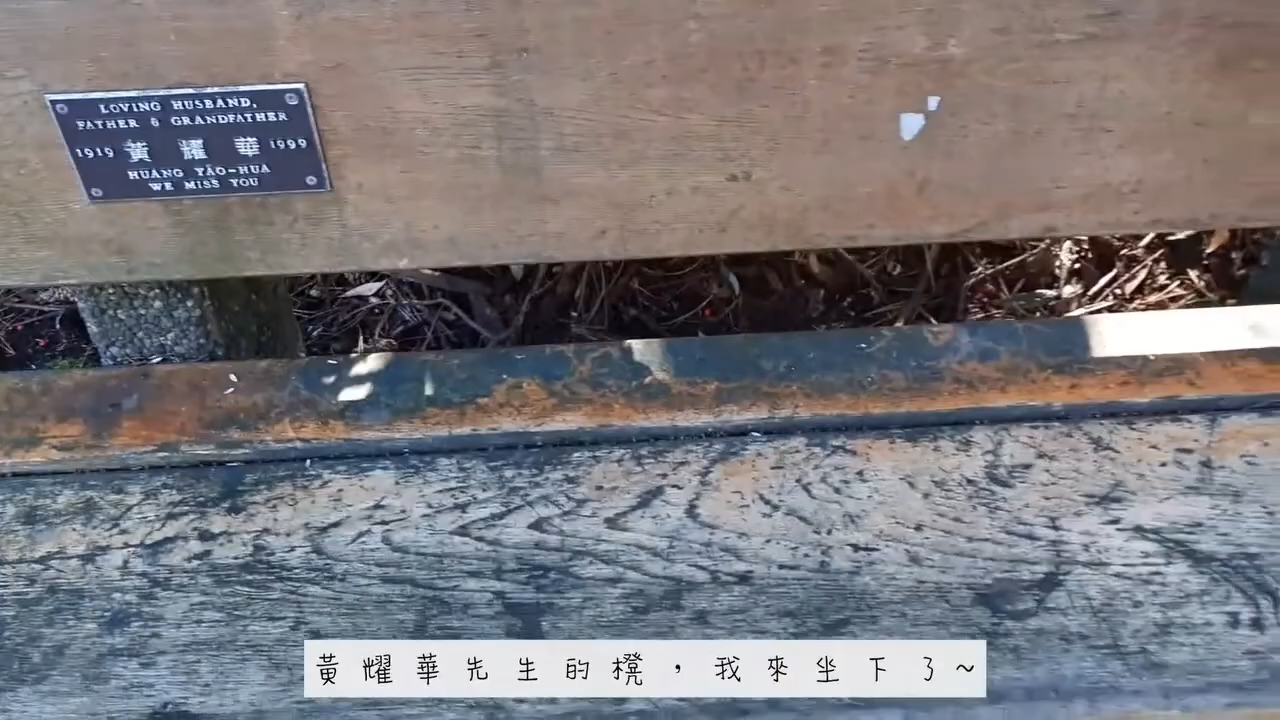 LOVING HUSBAND,
FATHER & GRANDFATHER
1919 黃 耀 華 1999
HUANG YÀO-HUA
WE MISS YOU
黃耀華先生的櫈，我來坐下了~